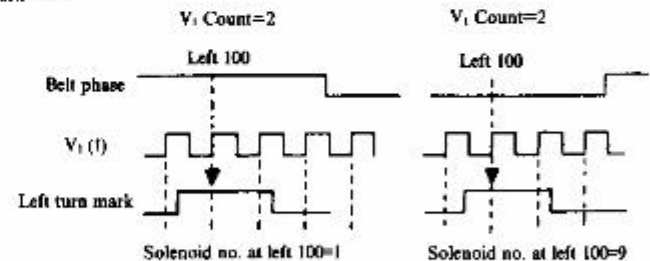 V₁ Count=2 V₁ Count=2
Left 100 Left 100
Belt phase
V₁ (f)
Left turn mark
Solenoid no. at left 100=1 Solenoid no. at left 100=9